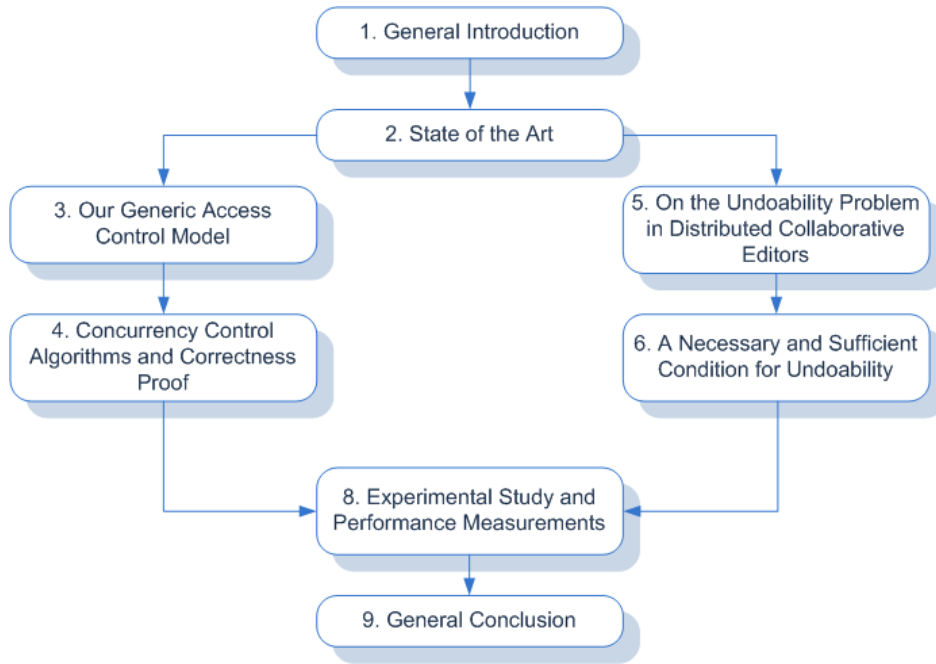 1. General Introduction
2. State of the Art
3. Our Generic Access
Control Model
4. Concurrency Control
Algorithms and Correctness
Proof
5. On the Undoability Problem
in Distributed Collaborative
Editors
6. A Necessary and Sufficient
Condition for Undoability
8. Experimental Study and
Performance Measurements
9. General Conclusion